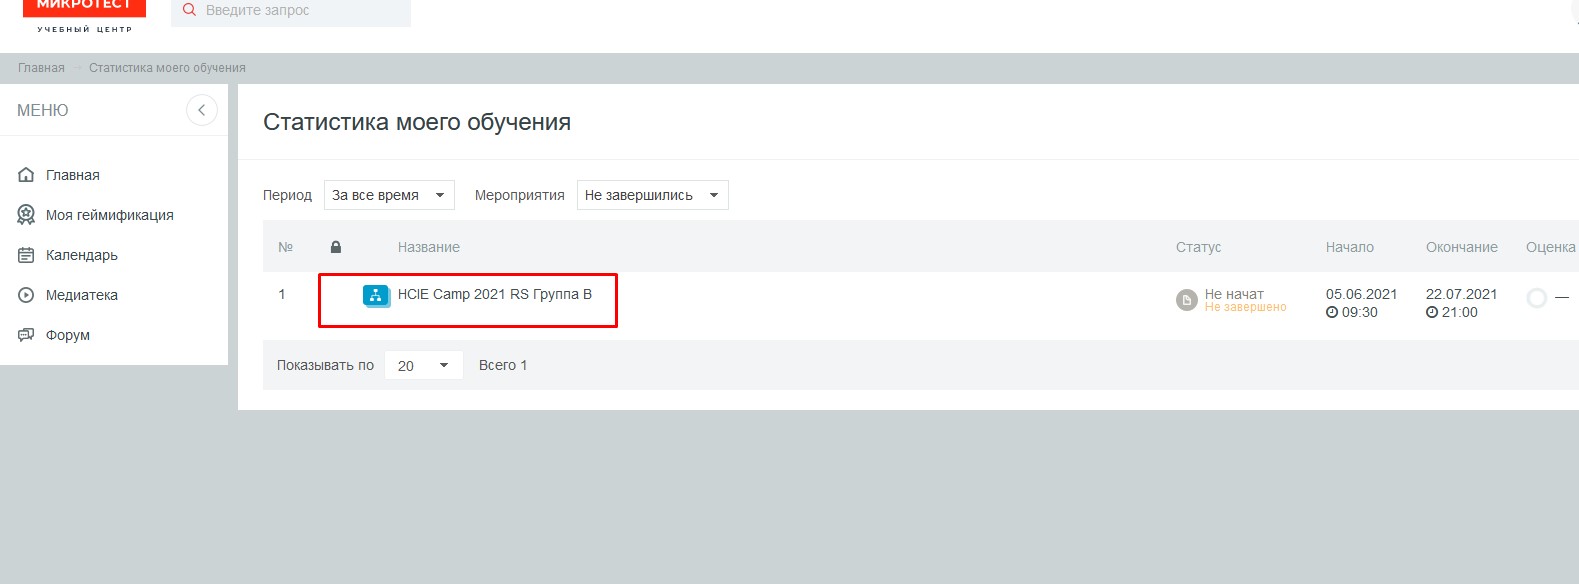 МИКРОТЕСТ
УЧЕБНЫЙ ЦЕНТР
Введите запрос
Главная → Статистика моего обучения
МЕНЮ
Главная
Моя геймификация
Календарь
Медиатека
Форум
Статистика моего обучения
Период За все время Мероприятия Не завершились
№ Название Статус Начало Окончание Оценка
1 HCIE Camp 2021 RS Группа B Не начат 05.06.2021 22.07.2021 —
Не завершено 09:30 21:00
Показывать по 20 Всего 1